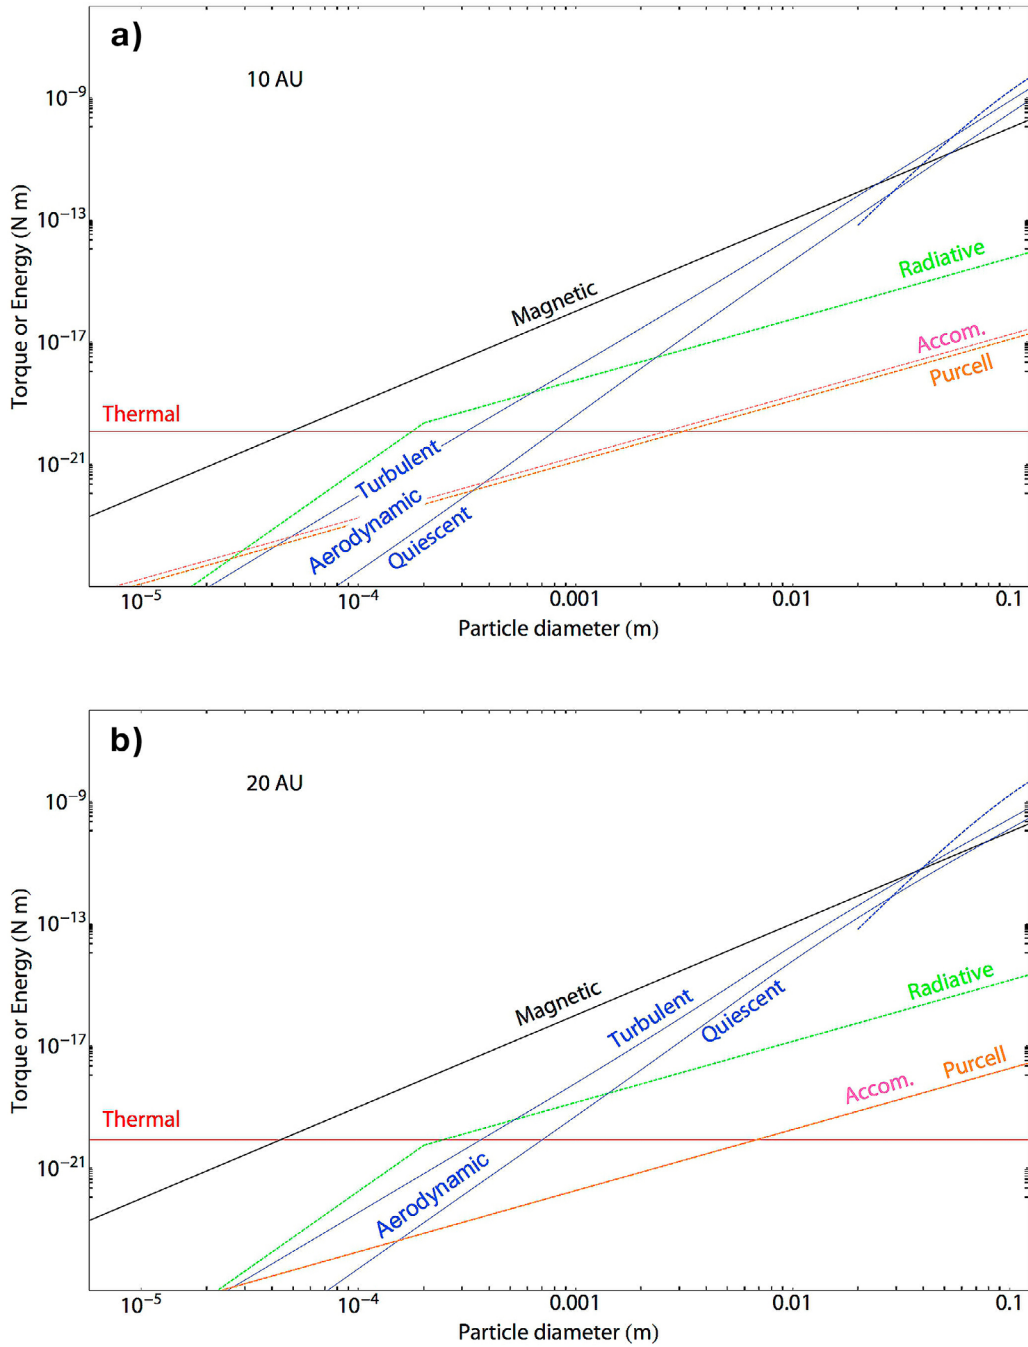 a)
10 AU
10⁻⁹
10⁻¹³
10⁻¹⁷
10⁻²¹
Torque or Energy (N m)
Magnetic
Radiative
Accom.
Purcell
Thermal
Turbulent
Aerodynamic
Quiescent
10⁻⁵
10⁻⁴
0.001
0.01
0.1
Particle diameter (m)
b)
20 AU
10⁻⁹
10⁻¹³
10⁻¹⁷
10⁻²¹
Torque or Energy (N m)
Magnetic
Turbulent
Quiescent
Radiative
Accom.
Purcell
Thermal
Aerodynamic
10⁻⁵
10⁻⁴
0.001
0.01
0.1
Particle diameter (m)